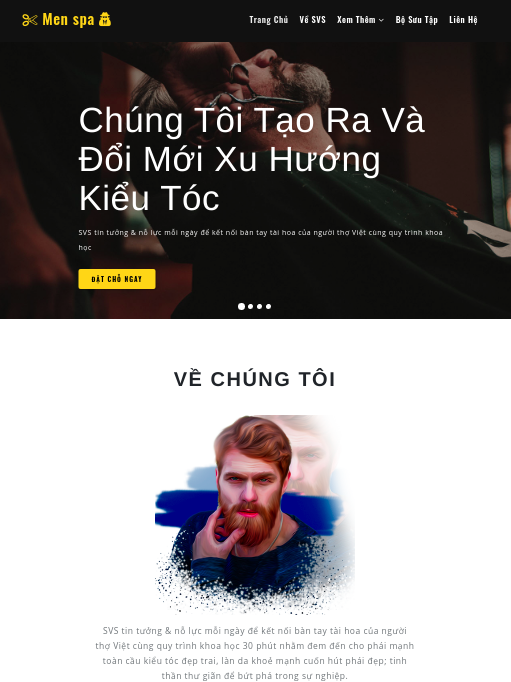 Men spa
Trang Chủ Về SVS Xem Thêm Bộ Sưu Tập Liên Hệ
Chúng Tôi Tạo Ra Và
Đổi Mới Xu Hướng
Kiểu Tóc
SVS tin tưởng & nỗ lực mỗi ngày để kết nối bàn tay tài hoa của người thợ Việt cùng quy trình khoa
học
ĐẶT CHỖ NGAY
VỀ CHÚNG TÔI
SVS tin tưởng & nỗ lực mỗi ngày để kết nối bàn tay tài hoa của người
thợ Việt cùng quy trình khoa học 30 phút nhằm đem đến cho phái mạnh
toàn cầu kiểu tóc đẹp trai, làn da khoẻ mạnh cuốn hút phái đẹp; tinh
thần thư giãn để bứt phá trong sự nghiệp.